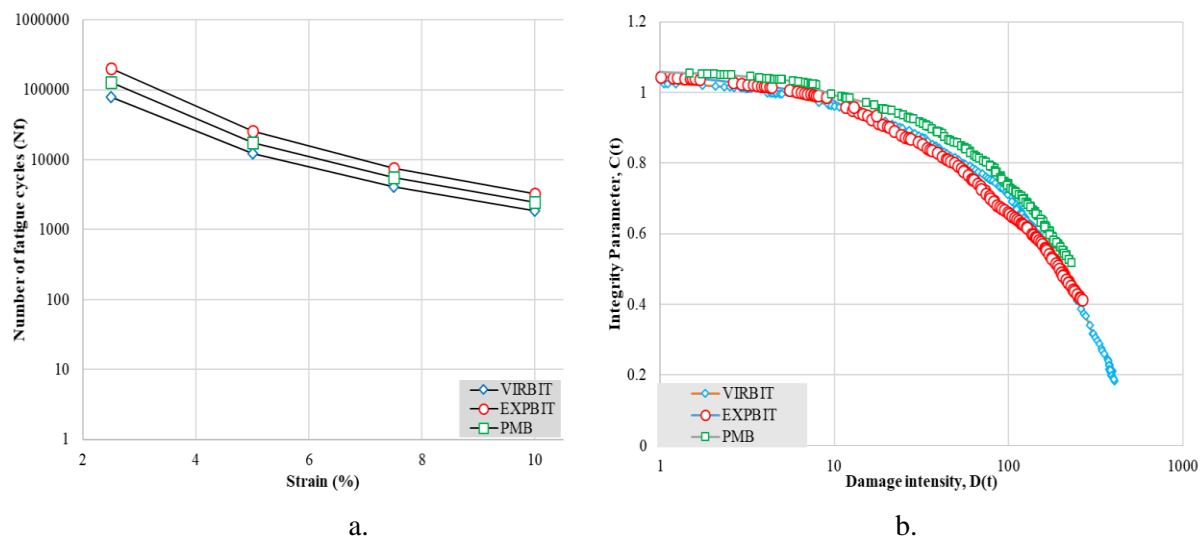 1000000
100000
10000
1000
100
10
1
Number of fatigue cycles (Nf)
2
4
6
8
10
Strain (%)
VIRBIT
EXPBIT
PMB
a.
1.2
1
0.8
0.6
0.4
0.2
0
Integrity Parameter, C(t)
1
10
100
1000
Damage intensity, D(t)
VIRBIT
EXPBIT
PMB
b.